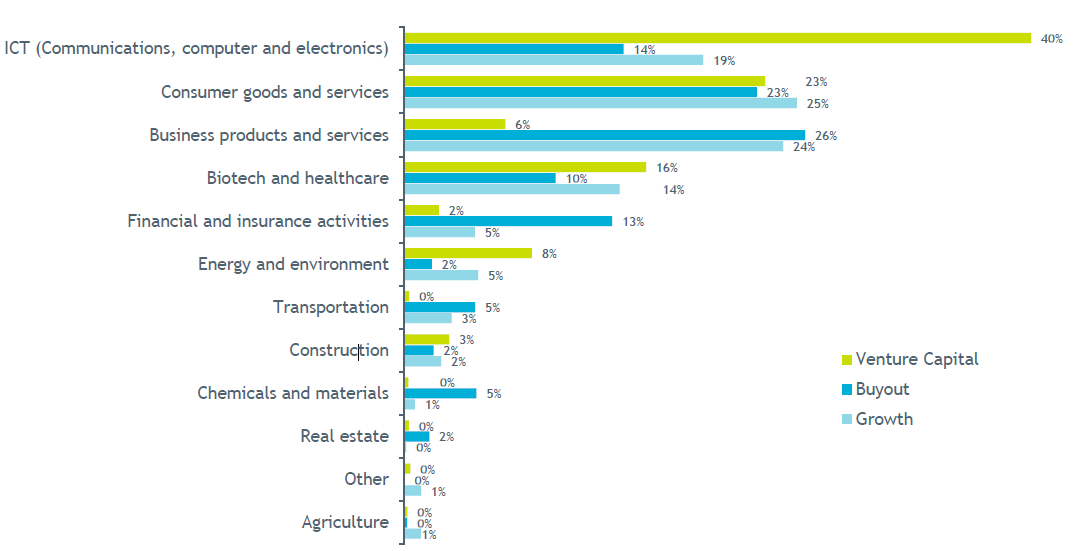 ICT (Communications, computer and electronics)
40%
14%
19%
Consumer goods and services
23%
23%
25%
Business products and services
6%
26%
24%
Biotech and healthcare
16%
10%
14%
Financial and insurance activities
2%
13%
5%
Energy and environment
8%
2%
5%
Transportation
0%
5%
3%
Construction
3%
2%
2%
Chemicals and materials
0%
5%
1%
Real estate
0%
2%
0%
Other
0%
0%
1%
Agriculture
0%
0%
1%
Venture Capital
Buyout
Growth